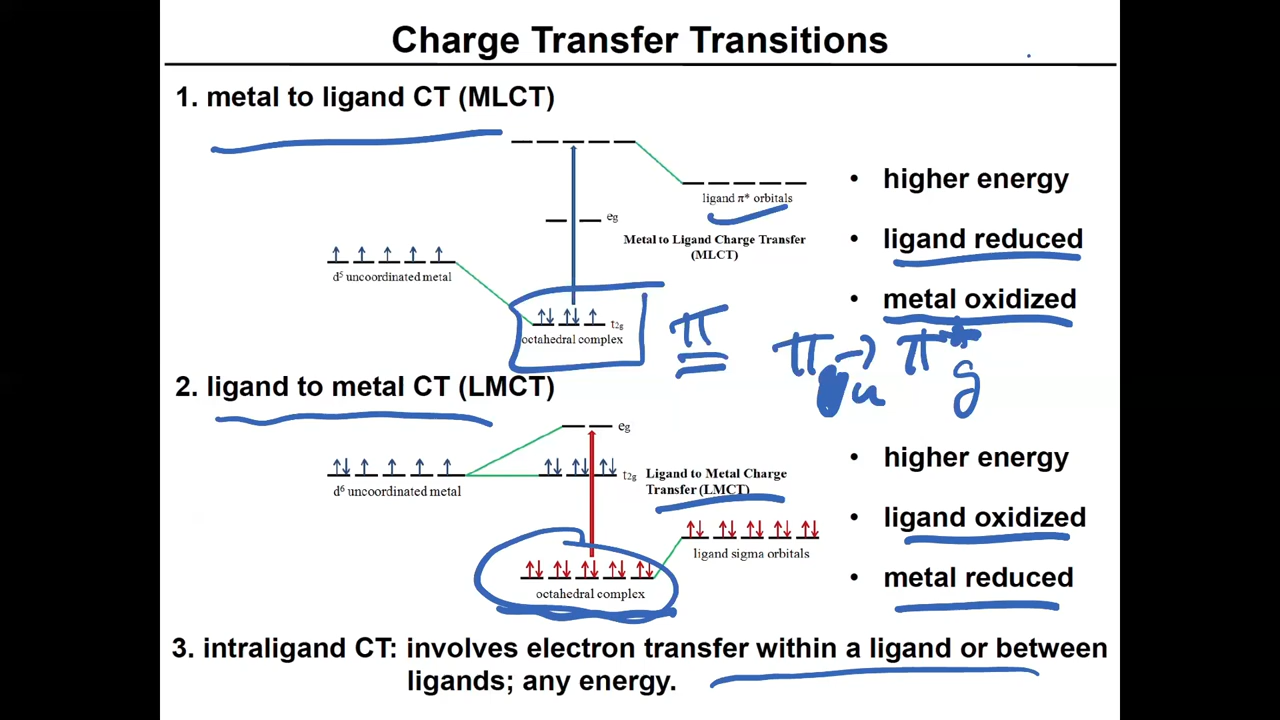 Charge Transfer Transitions
1. metal to ligand CT (MLCT)
ligand π* orbitals
eg
Metal to Ligand Charge Transfer
(MLCT)
d⁵ uncoordinated metal
t₂g
octahedral complex
• higher energy
• ligand reduced
• metal oxidized
π
π u → π* g
2. ligand to metal CT (LMCT)
eg
t₂g
d⁶ uncoordinated metal
Ligand to Metal Charge
Transfer (LMCT)
ligand sigma orbitals
octahedral complex
• higher energy
• ligand oxidized
• metal reduced
3. intraligand CT: involves electron transfer within a ligand or between
ligands; any energy.